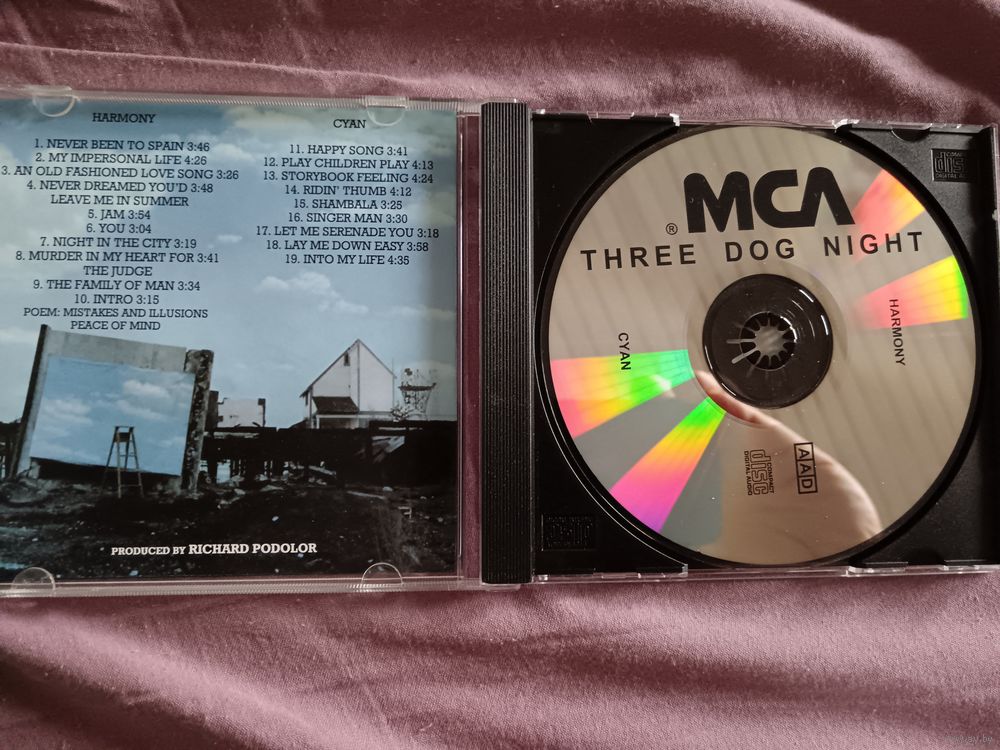 HARMONY
1. NEVER BEEN TO SPAIN 3:46
2. MY IMPERSONAL LIFE 4:26
3. AN OLD FASHIONED LOVE SONG 3:26
4. NEVER DREAMED YOU'D 3:48
LEAVE ME IN SUMMER
5. JAM 3:54
6. YOU 3:04
7. NIGHT IN THE CITY 3:19
8. MURDER IN MY HEART FOR 3:41
THE JUDGE
9. THE FAMILY OF MAN 3:34
10. INTRO 3:15
POEM: MISTAKES AND ILLUSIONS
PEACE OF MIND
CYAN
11. HAPPY SONG 3:41
12. PLAY CHILDREN PLAY 4:13
13. STORYBOOK FEELING 4:24
14. RIDIN' THUMB 4:12
15. SHAMBALA 3:25
16. SINGER MAN 3:30
17. LET ME SERENADE YOU 3:18
18. LAY ME DOWN EASY 3:58
19. INTO MY LIFE 4:35
PRODUCED BY RICHARD PODOLOR
® MCA
THREE DOG NIGHT
HARMONY
CYAN
AAD
COMPACT
disc
DIGITAL AUDIO